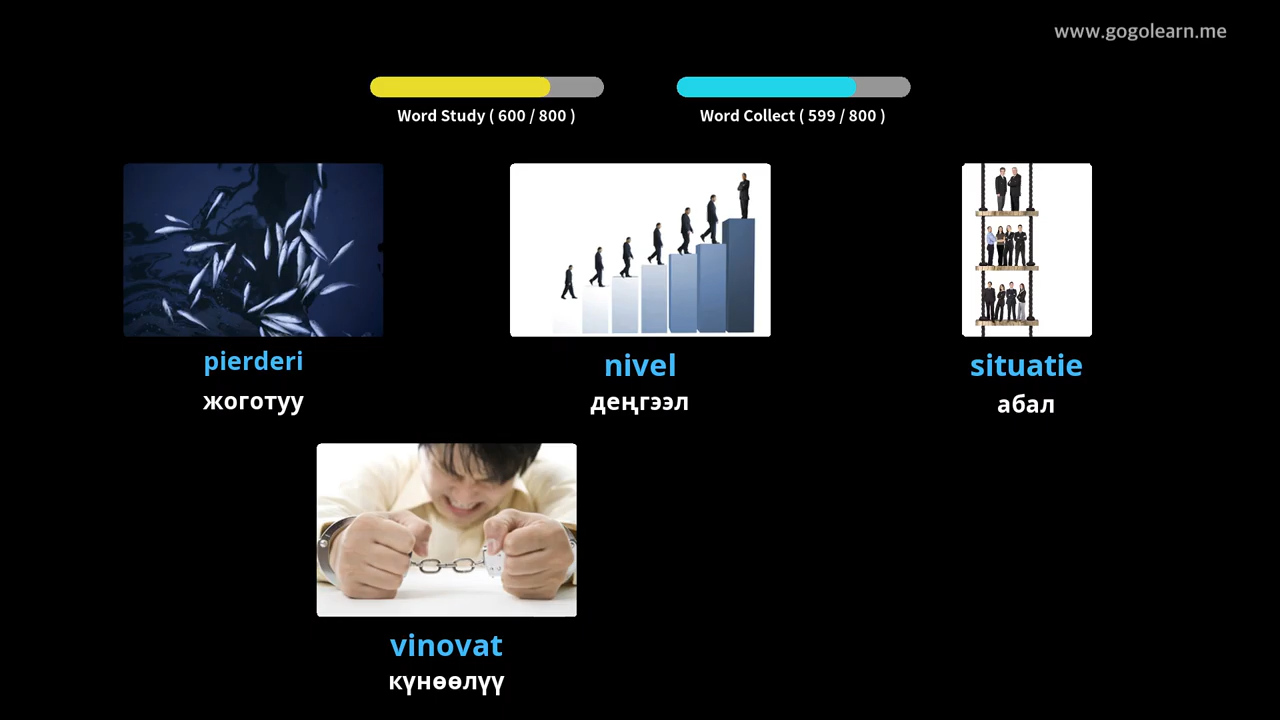 www.gogolearn.me
Word Study ( 600 / 800 )
Word Collect ( 599 / 800 )
pierderi
жоготуу
nivel
деңгээл
situatie
абал
vinovat
күнөөлүү